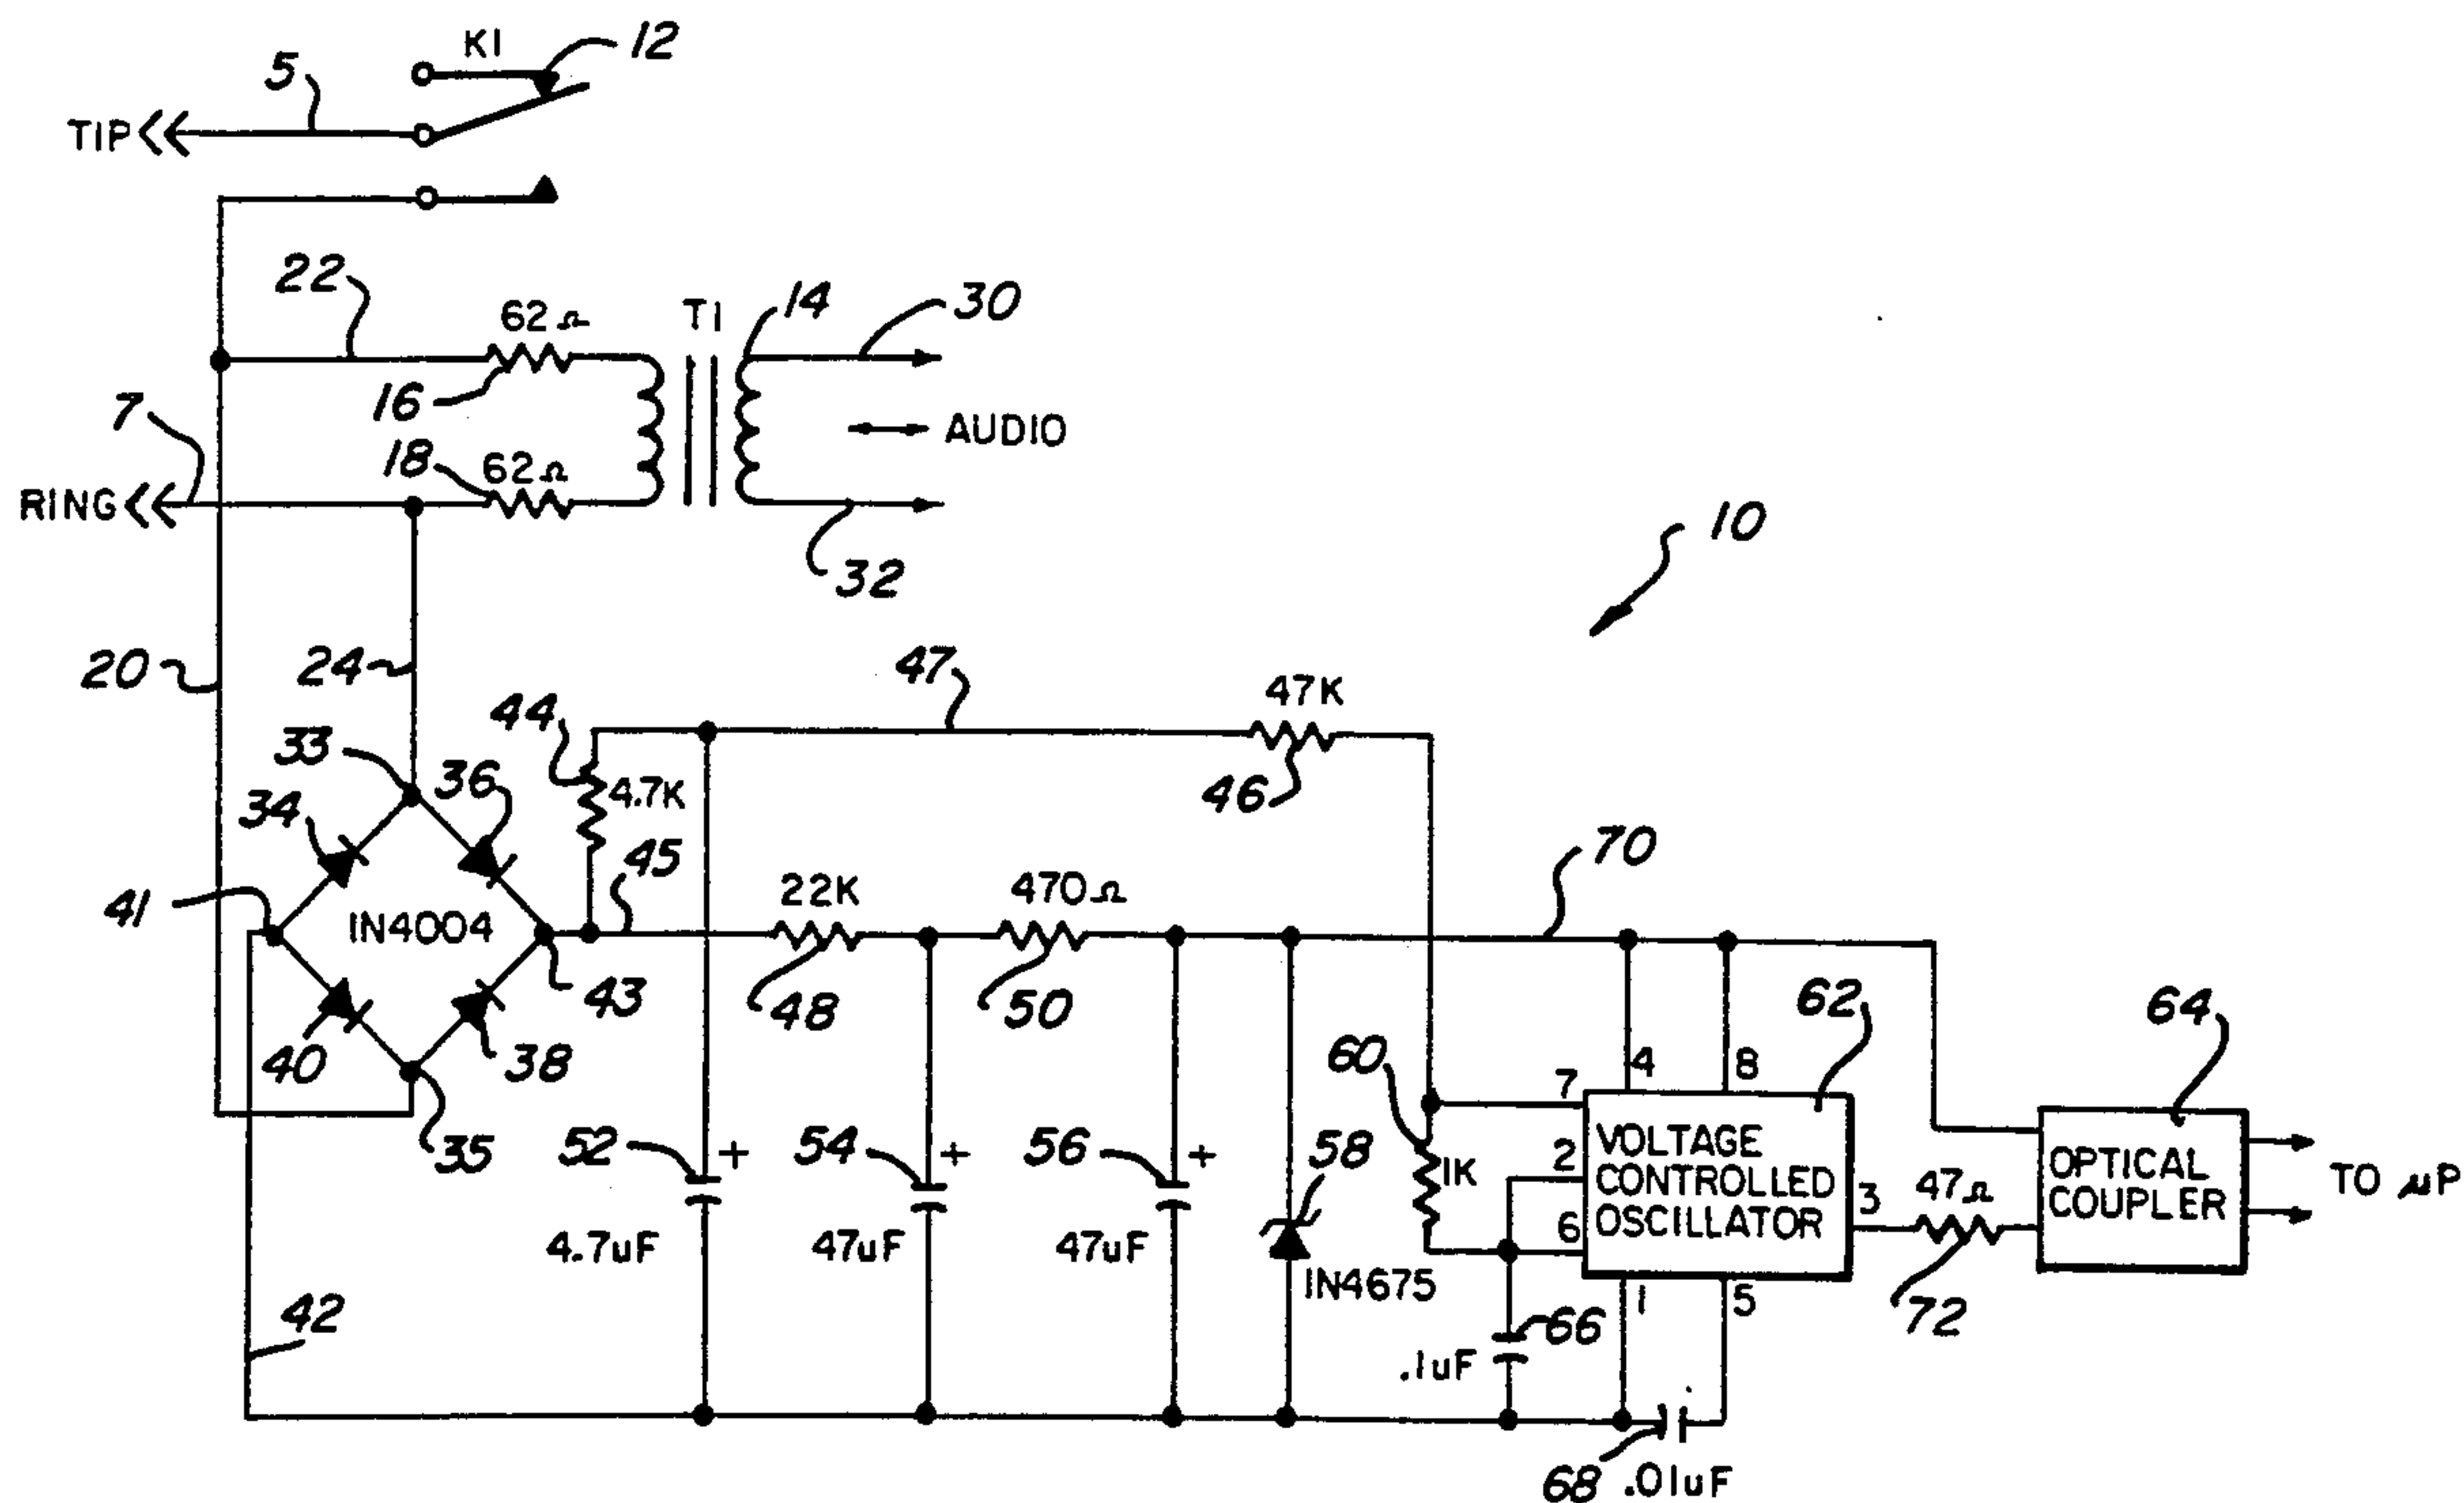 K1
12
5
TIP
22
62Ω
T1
14
30
16
7
AUDIO
18
62Ω
RING
10
32
20
24
47
47K
44
33
36
34
4.7K
46
45
70
22K
470Ω
41
IN4004
43
48
50
62
64
40
38
60
4
8
7
35
52
+
54
+
56
+
58
2
1K
VOLTAGE
CONTROLLED
OSCILLATOR
3
47Ω
OPTICAL
COUPLER
TO µP
6
4.7uF
47uF
47uF
IN4675
1
5
72
42
66
.1uF
68
.01uF